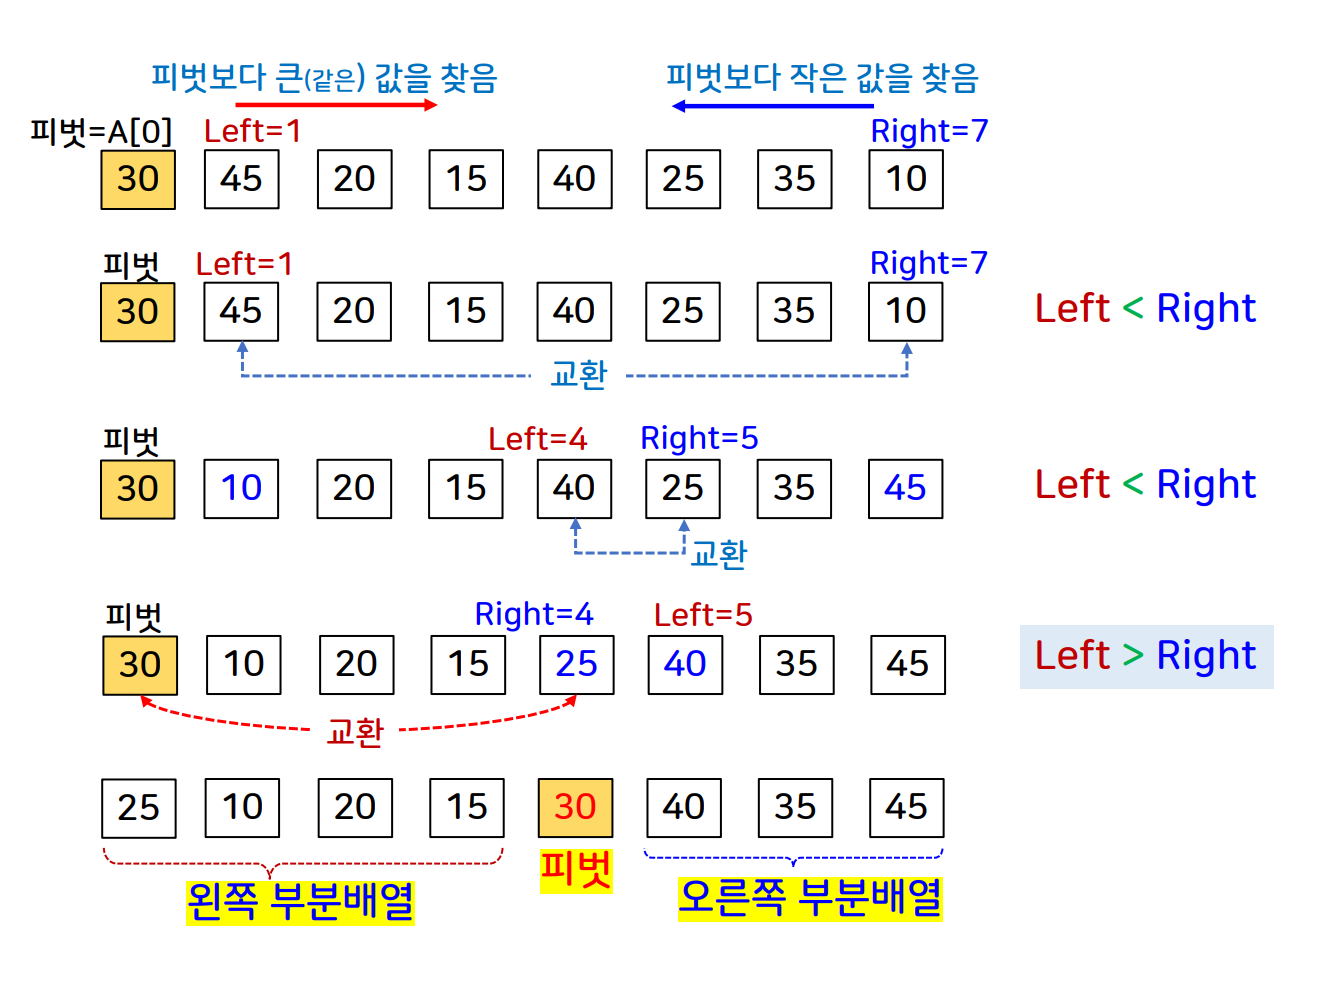 피벗보다 큰(같은) 값을 찾음 피벗보다 작은 값을 찾음
피벗=A[0] Left=1 Right=7
30 45 20 15 40 25 35 10
피벗 Left=1 Right=7
30 45 20 15 40 25 35 10 Left < Right
교환
피벗 Left=4 Right=5
30 10 20 15 40 25 35 45 Left < Right
교환
피벗 Right=4 Left=5
30 10 20 15 25 40 35 45 Left > Right
교환
25 10 20 15 30 40 35 45
피벗
왼쪽 부분배열 오른쪽 부분배열